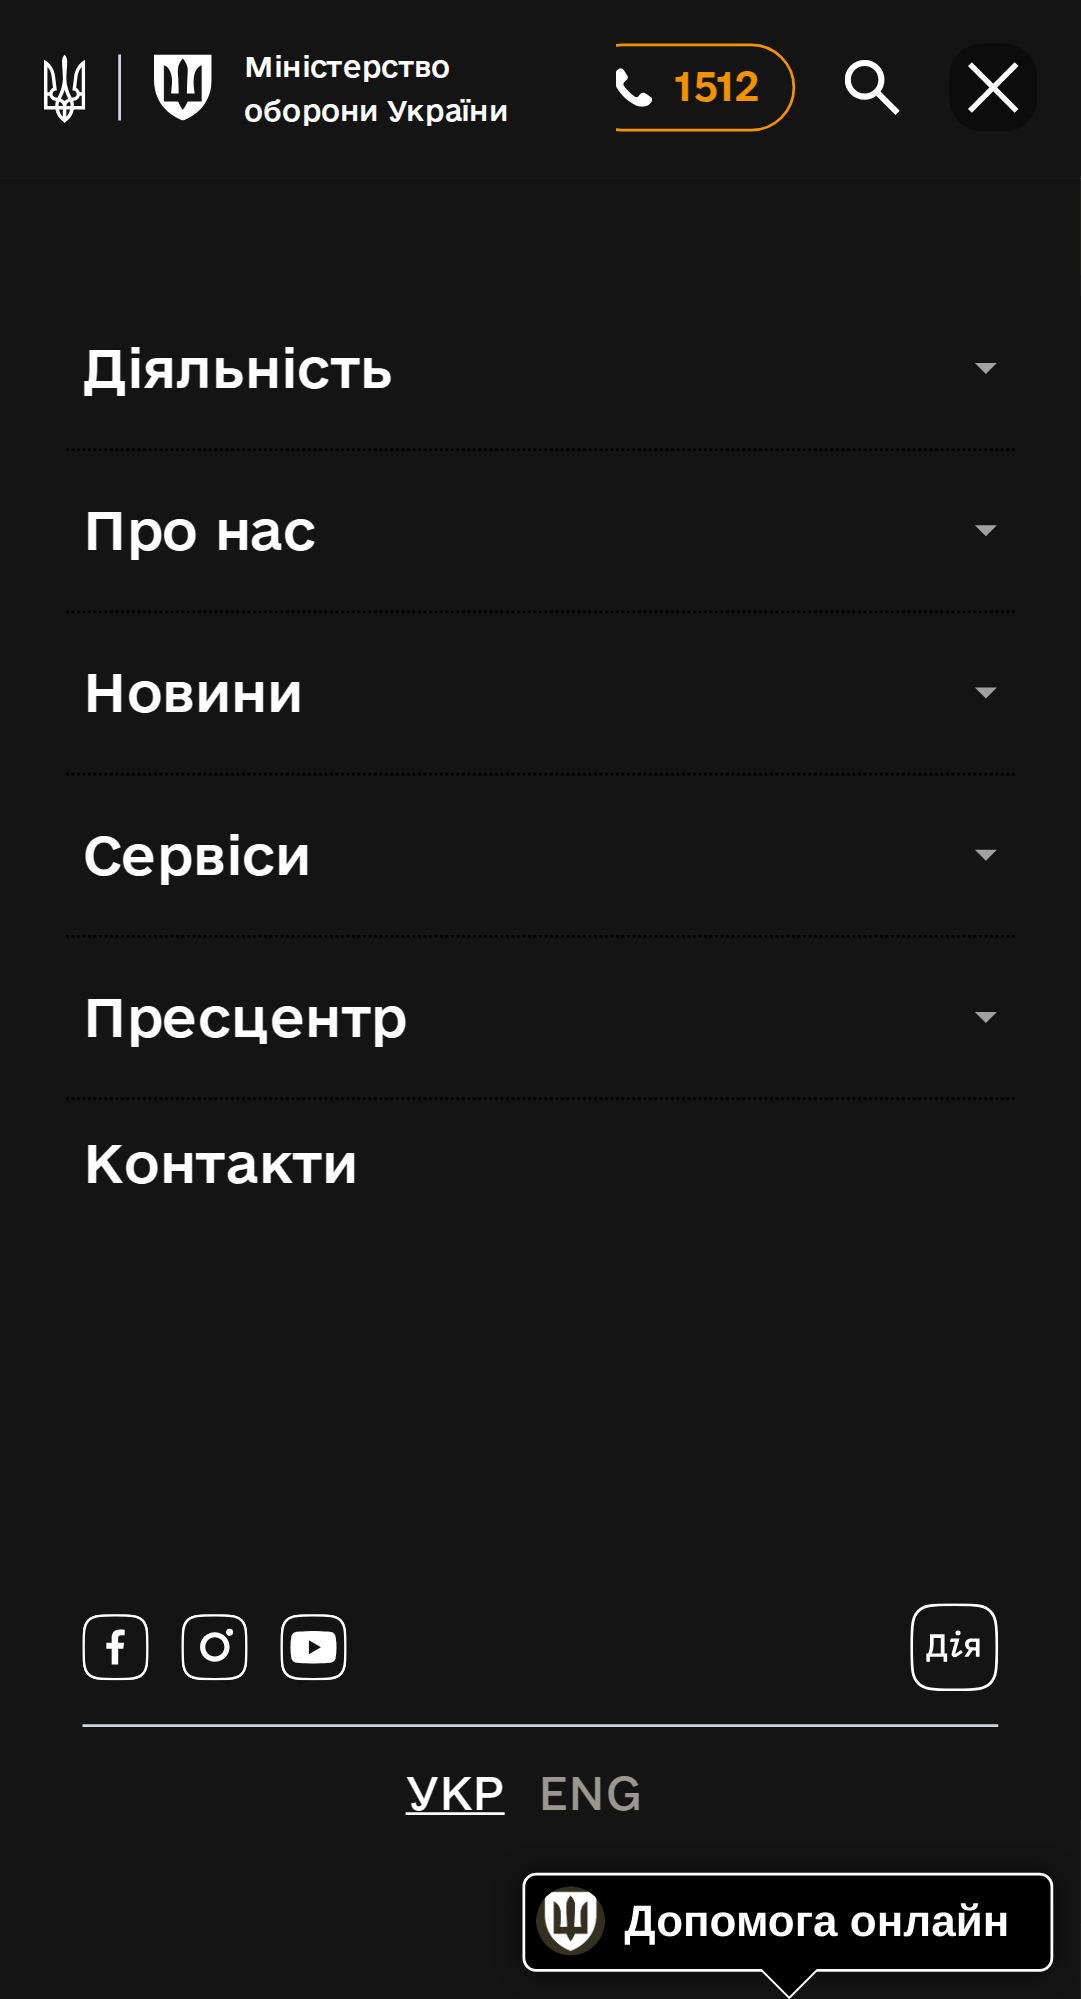 Міністерство
оборони України
1512
Діяльність
Про нас
Новини
Сервіси
Пресцентр
Контакти
Дія
УКР ENG
Допомога онлайн